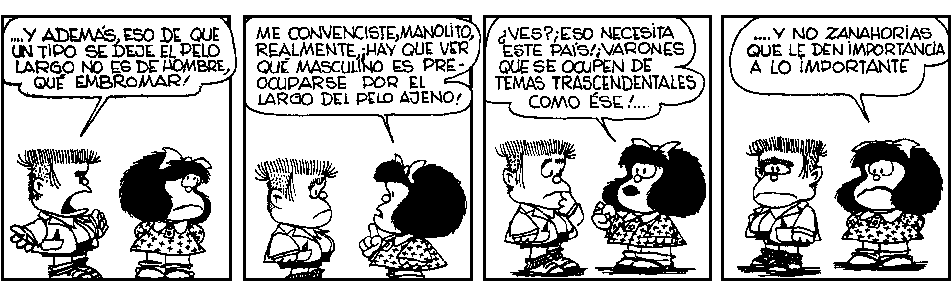 ....Y ADEMÁS, ESO DE QUE
UN TIPO SE DEJE EL PELO
LARGO NO ES DE HOMBRE,
QUÉ EMBROMAR!
ME CONVENCISTE, MANOLITO,
REALMENTE, ¡HAY QUE VER
QUÉ MASCULINO ES PRE-
OCUPARSE POR EL
LARGO DEL PELO AJENO!
¿VES?; ¡ESO NECESITA
ESTE PAÍS!, ¡VARONES
QUE SE OCUPEN DE
TEMAS TRASCENDENTALES
COMO ÉSE!....
....Y NO ZANAHORIAS
QUE LE DEN IMPORTANCIA
A LO IMPORTANTE